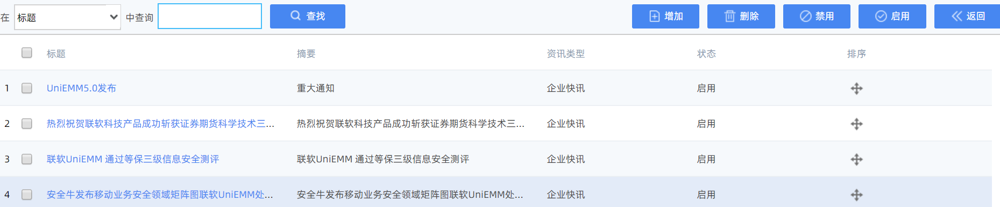 在 标题 中查询 查找 增加 删除 禁用 启用 返回
标题 摘要 资讯类型 状态 排序
1 UniEMM5.0发布 重大通知 企业快讯 启用
2 热烈祝贺联软科技产品成功斩获证券期货科学技术三... 热烈祝贺联软科技产品成功斩获证券期货科学技术三... 企业快讯 启用
3 联软UniEMM 通过等保三级信息安全测评 联软UniEMM 通过等保三级信息安全测评 企业快讯 启用
4 安全牛发布移动业务安全领域矩阵图联软UniEMM处... 安全牛发布移动业务安全领域矩阵图联软UniEMM处... 企业快讯 启用